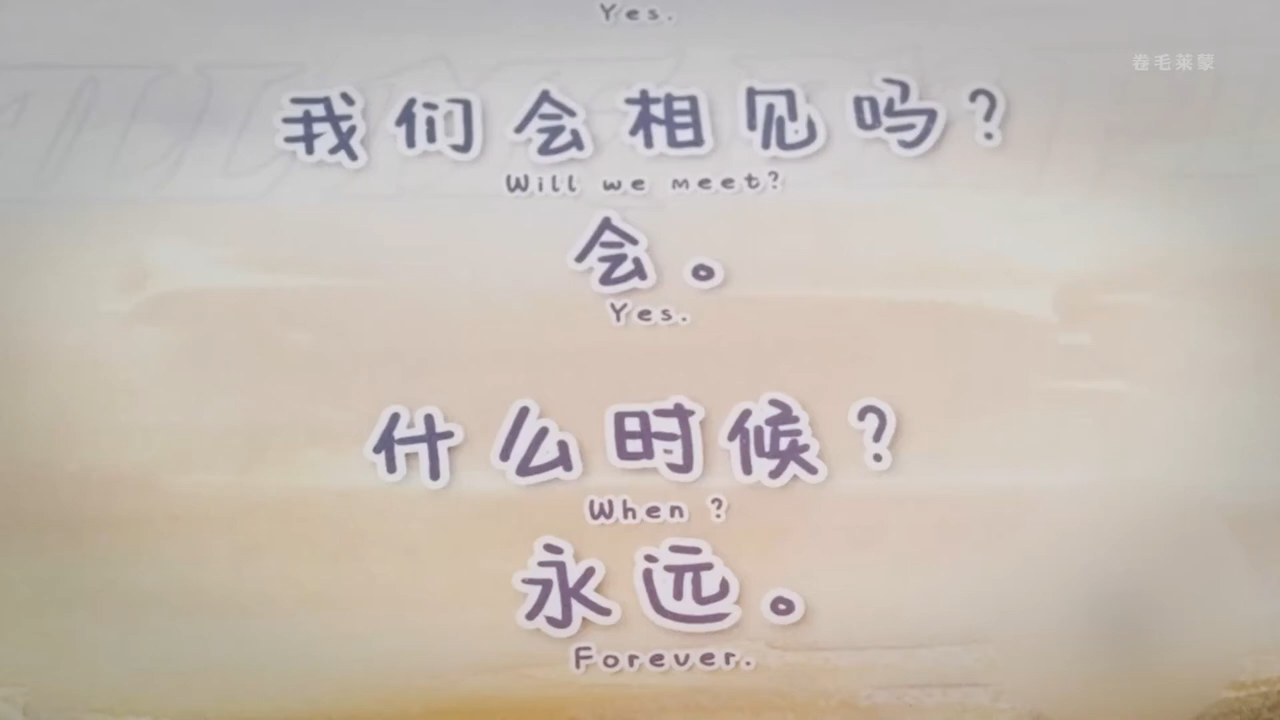 Yes.
卷毛莱蒙
我们会相见吗?
Will we meet?
会。
Yes.
什么时候?
When ?
永远。
Forever.